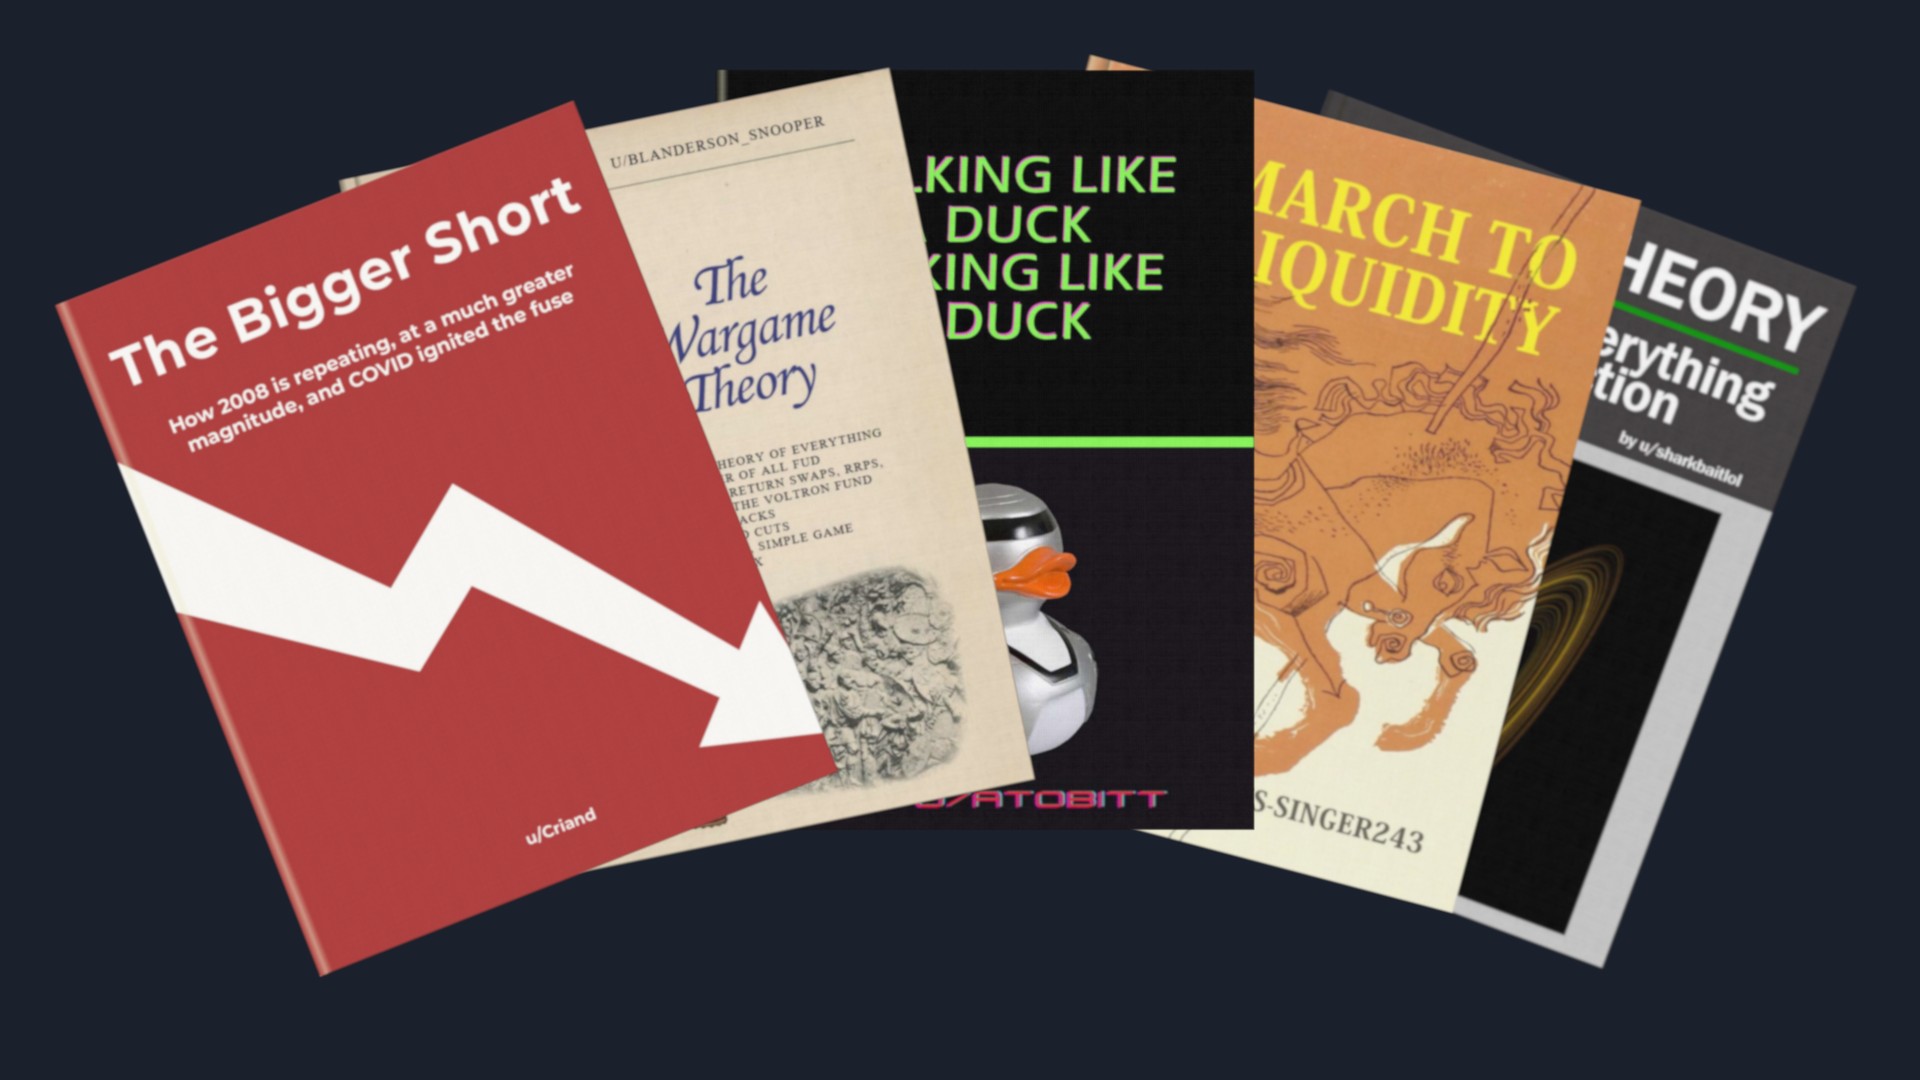 The Bigger Short
How 2008 is repeating, at a much greater
magnitude, and COVID ignited the fuse
u/Criand
U/BLANDERSON_SNOOPER
The
Wargame
Theory
HEORY OF EVERYTHING
R OF ALL FUD
RETURN SWAPS, RRPS,
THE VOLTRON FUND
ACKS
D CUTS
SIMPLE GAME
X
LKING LIKE
DUCK
KING LIKE
DUCK
U/ATOBITT
MARCH TO
IQUIDITY
S-SINGER243
HEORY
erything
tion
by u/sharkbaitlol